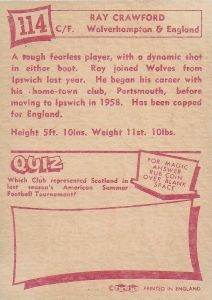 114
RAY CRAWFORD
C/F. Wolverhampton & England
A tough fearless player, with a dynamic shot
in either boot. Ray joined Wolves from
Ipswich last year. He began his career with
his home-town club, Portsmouth, before
moving to Ipswich in 1958. Has been capped
for England.
Height 5ft. 10ins. Weight 11st. 10lbs.
QUIZ
Which Club represented Scotland in
last season's American Summer
Football Tournament?
FOR MAGIC
ANSWER
RUB COIN
OVER BLANK
SPACE
PRINTED IN ENGLAND